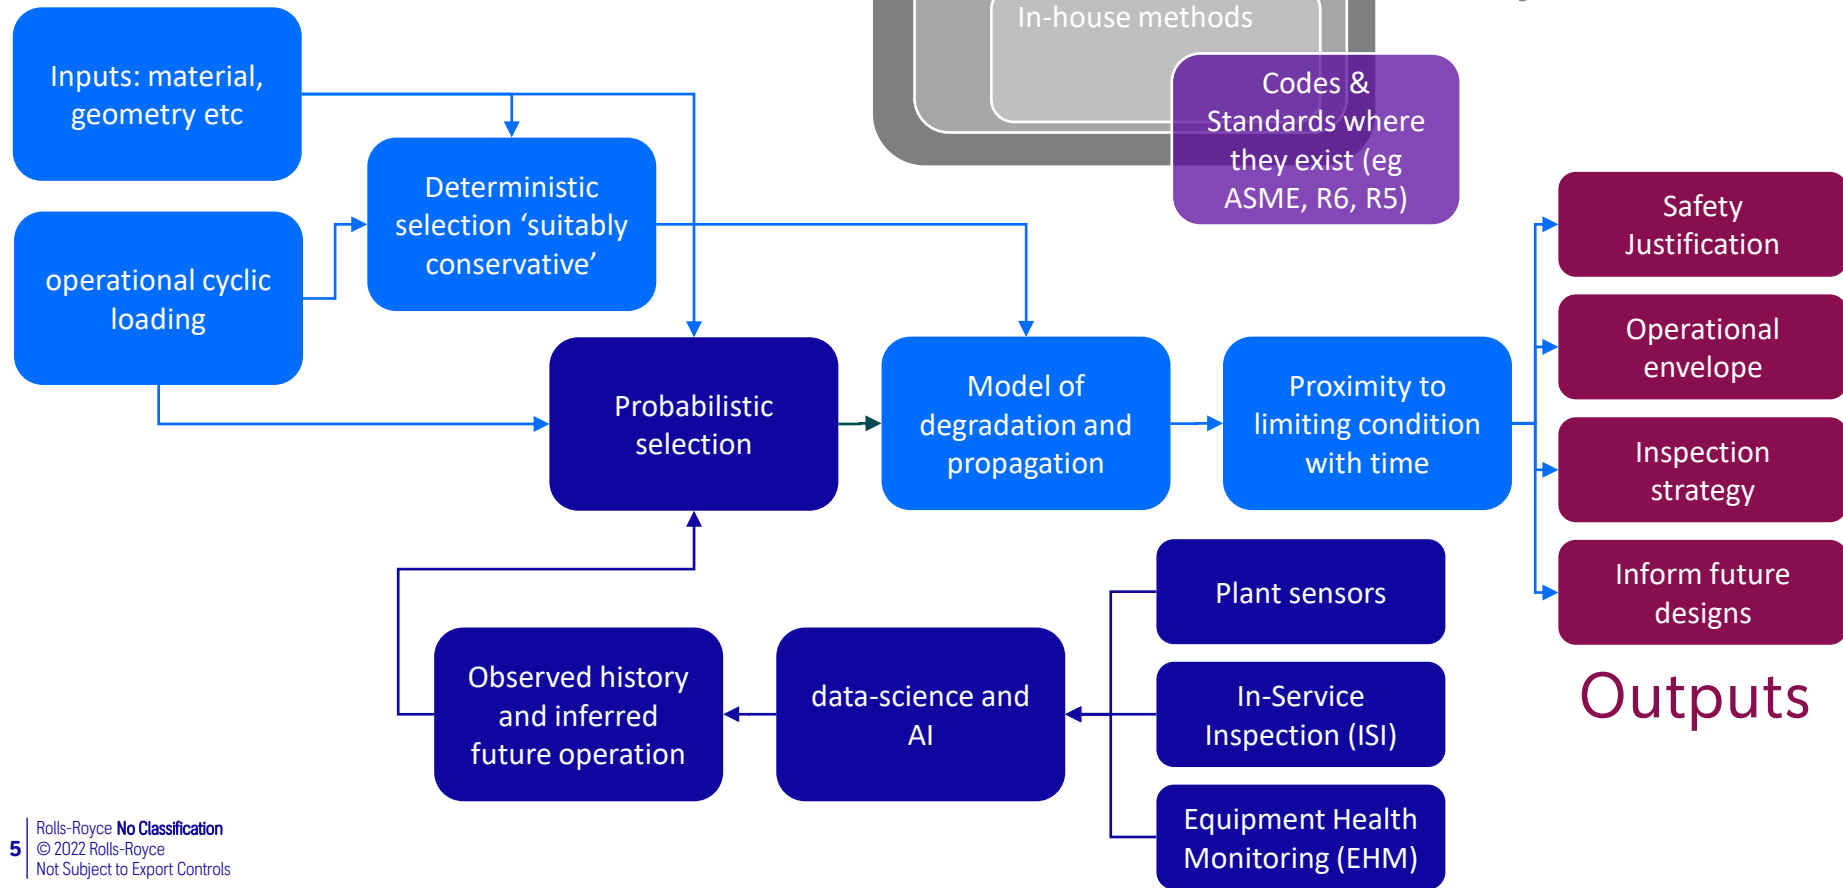 In-house methods
Inputs: material,
geometry etc
Codes &
Standards where
they exist (eg
ASME, R6, R5)
Deterministic
selection ‘suitably
conservative’
Safety
Justification
operational cyclic
loading
Operational
envelope
Probabilistic
selection
Model of
degradation and
propagation
Proximity to
limiting condition
with time
Inspection
strategy
Inform future
designs
Plant sensors
Observed history
and inferred
future operation
data-science and
AI
In-Service
Inspection (ISI)
Outputs
Equipment Health
Monitoring (EHM)
5
Rolls-Royce No Classification
© 2022 Rolls-Royce
Not Subject to Export Controls